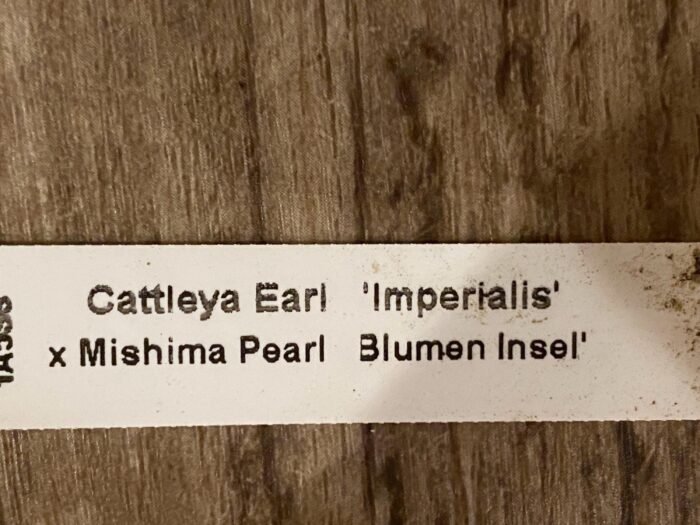 Cattleya Earl 'Imperialis'
x Mishima Pearl Blumen Insel'